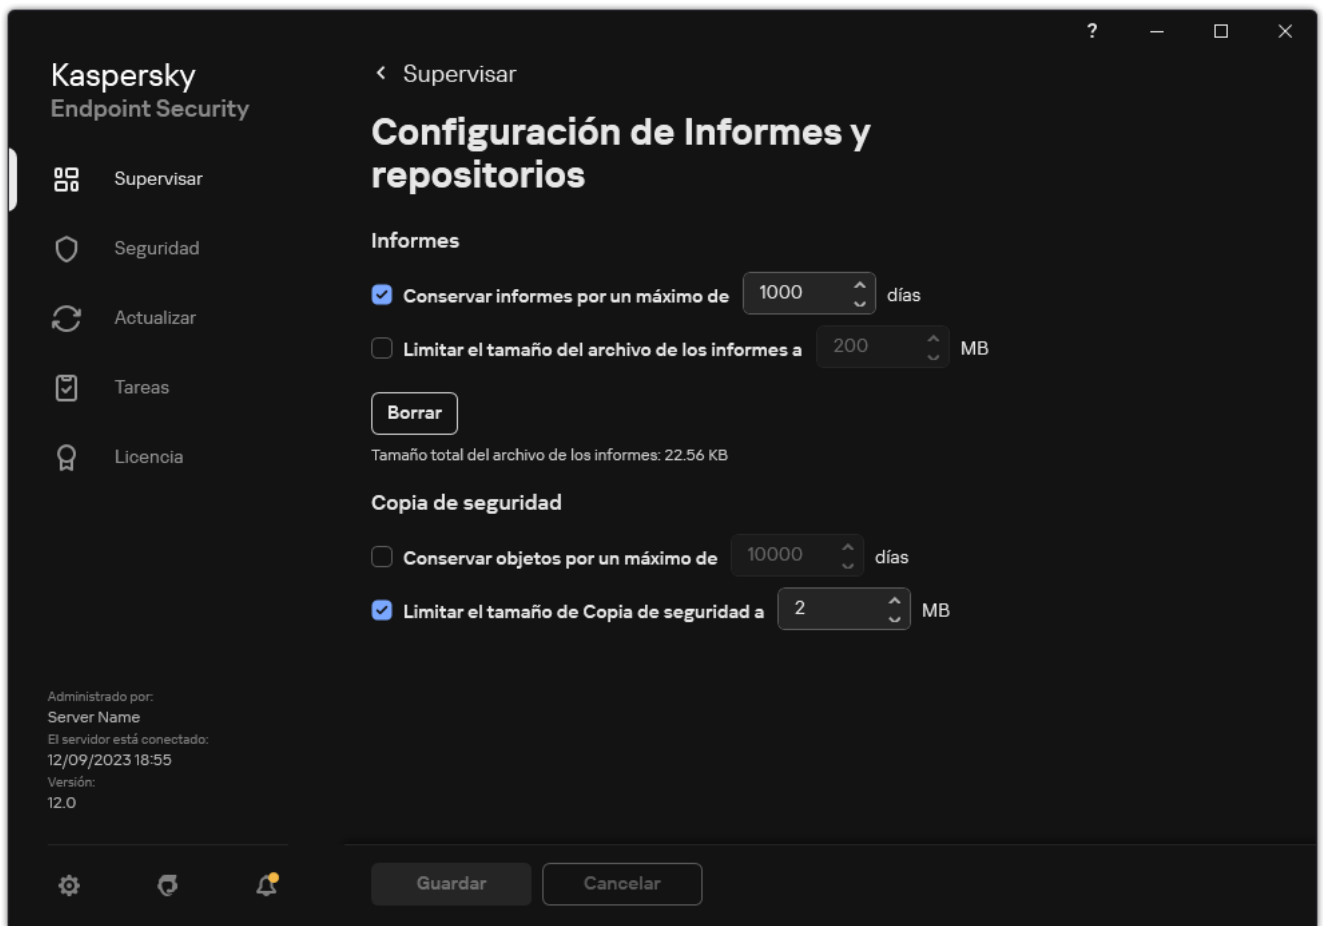 ?
Kaspersky
Endpoint Security
Supervisar
Seguridad
Actualizar
Tareas
Licencia
Administrado por:
Server Name
El servidor está conectado:
12/09/2023 18:55
Versión:
12.0
Supervisar
Configuración de Informes y
repositorios
Informes
Conservar informes por un máximo de 1000 días
Limitar el tamaño del archivo de los informes a 200 MB
Borrar
Tamaño total del archivo de los informes: 22.56 KB
Copia de seguridad
Conservar objetos por un máximo de 10000 días
Limitar el tamaño de Copia de seguridad a 2 MB
Guardar Cancelar